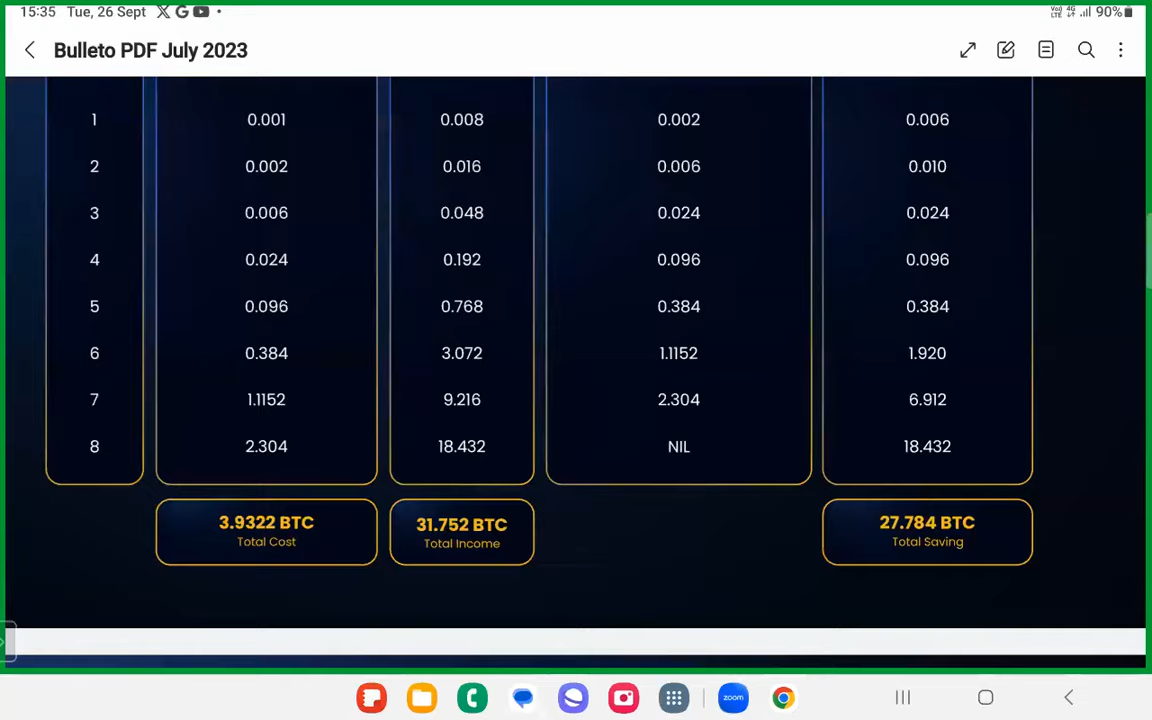 15:35 Tue, 26 Sept X G • 90%
Bulleto PDF July 2023
1 0.001 0.008 0.002 0.006
2 0.002 0.016 0.006 0.010
3 0.006 0.048 0.024 0.024
4 0.024 0.192 0.096 0.096
5 0.096 0.768 0.384 0.384
6 0.384 3.072 1.1152 1.920
7 1.1152 9.216 2.304 6.912
8 2.304 18.432 NIL 18.432
3.9322 BTC 31.752 BTC 27.784 BTC
Total Cost Total Income Total Saving
zoom